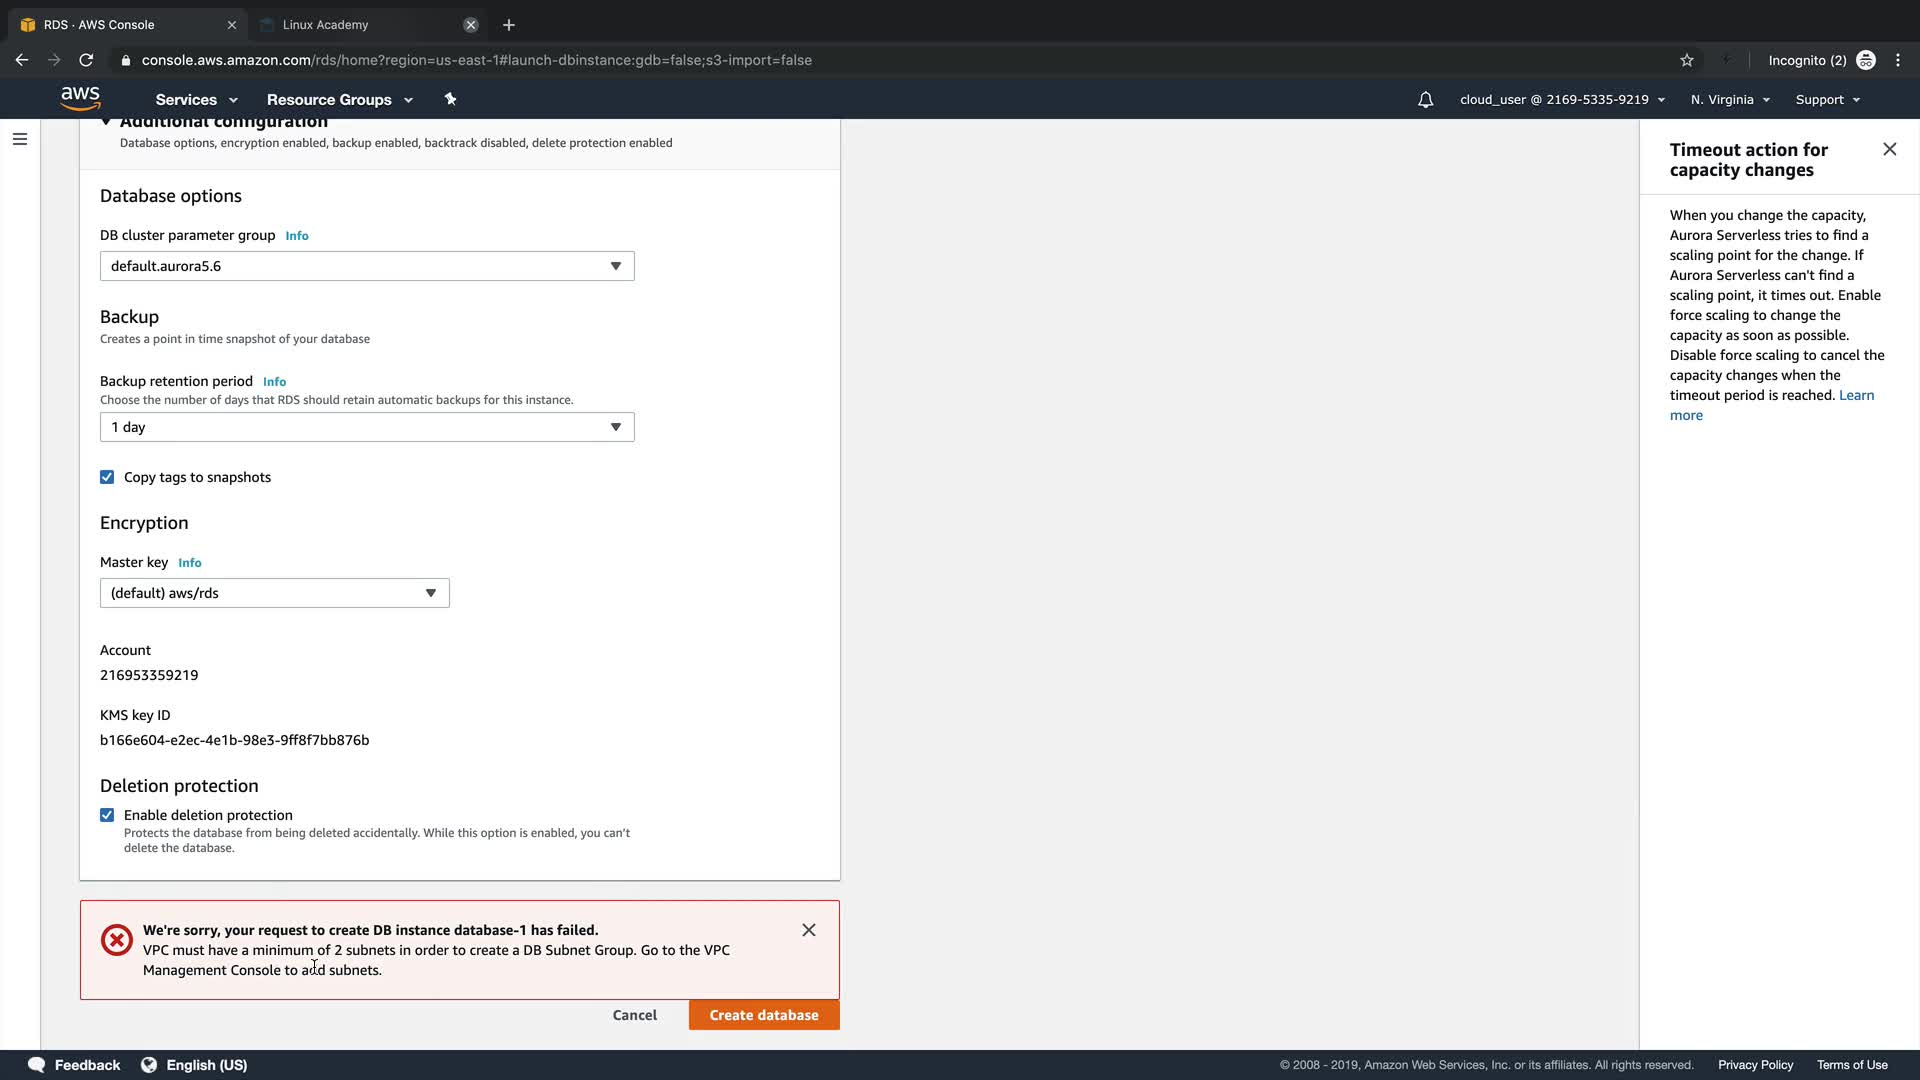 RDS · AWS Console
Linux Academy
console.aws.amazon.com/rds/home?region=us-east-1#launch-dbinstance:gdb=false;s3-import=false
Incognito (2)
aws
Services
Resource Groups
cloud_user @ 2169-5335-9219
N. Virginia
Support
Additional configuration
Database options, encryption enabled, backup enabled, backtrack disabled, delete protection enabled
Database options
DB cluster parameter group Info
default.aurora5.6
Backup
Creates a point in time snapshot of your database
Backup retention period Info
Choose the number of days that RDS should retain automatic backups for this instance.
1 day
Copy tags to snapshots
Encryption
Master key Info
(default) aws/rds
Account
216953359219
KMS key ID
b166e604-e2ec-4e1b-98e3-9ff8f7bb876b
Deletion protection
Enable deletion protection
Protects the database from being deleted accidentally. While this option is enabled, you can't
delete the database.
We're sorry, your request to create DB instance database-1 has failed.
VPC must have a minimum of 2 subnets in order to create a DB Subnet Group. Go to the VPC
Management Console to add subnets.
Cancel
Create database
Timeout action for
capacity changes
When you change the capacity,
Aurora Serverless tries to find a
scaling point for the change. If
Aurora Serverless can't find a
scaling point, it times out. Enable
force scaling to change the
capacity as soon as possible.
Disable force scaling to cancel the
capacity changes when the
timeout period is reached. Learn
more
Feedback
English (US)
© 2008 - 2019, Amazon Web Services, Inc. or its affiliates. All rights reserved.
Privacy Policy
Terms of Use